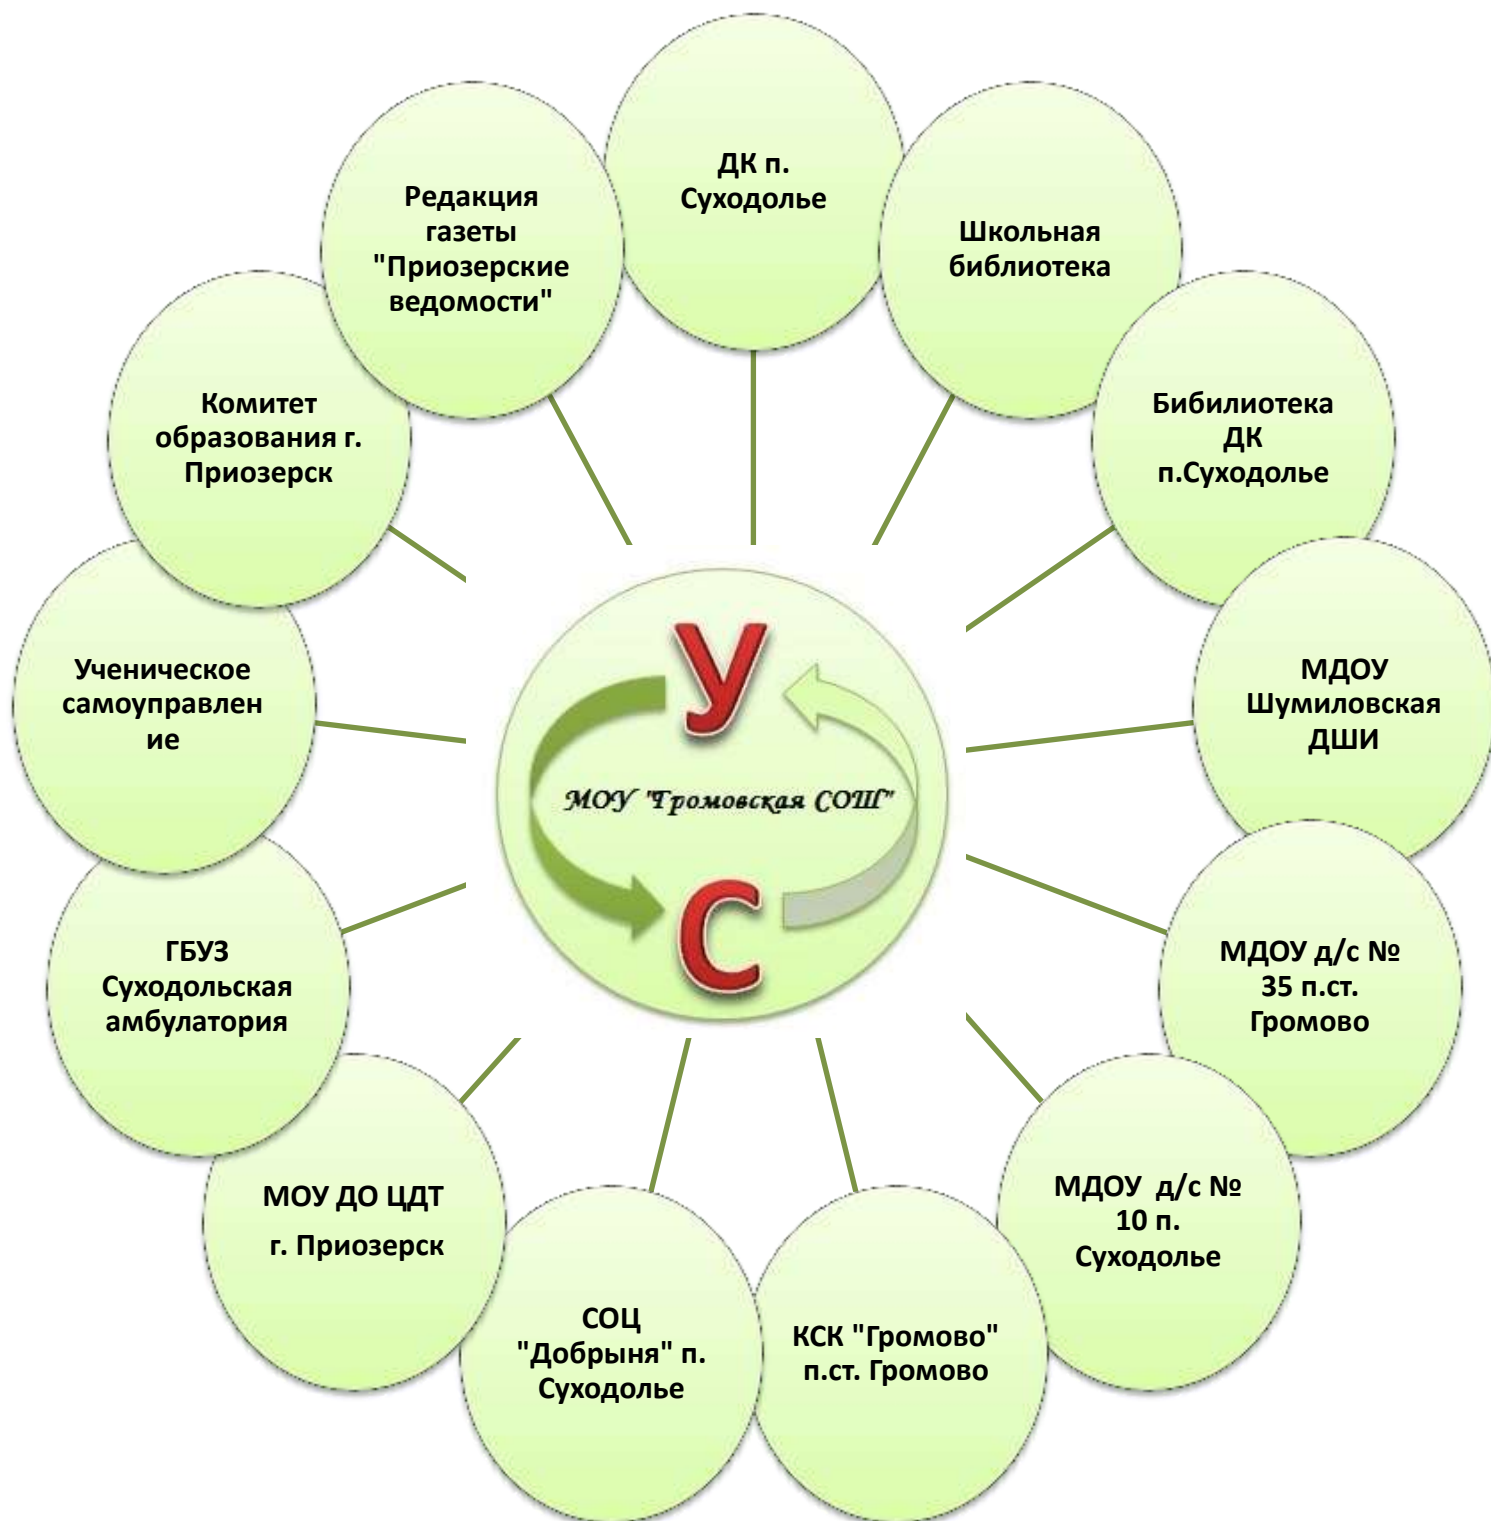 ДК п.
Суходолье
Школьная
библиотека
Бибилиотека
ДК
п.Суходолье
МДОУ
Шумиловская
ДШИ
МДОУ д/с №
35 п.ст.
Громово
МДОУ д/с №
10 п.
Суходолье
КСК "Громово"
п.ст. Громово
СОЦ
"Добрыня" п.
Суходолье
МОУ ДО ЦДТ
г. Приозерск
ГБУЗ
Суходольская
амбулатория
Ученическое
самоуправлен
ие
Комитет
образования г.
Приозерск
Редакция
газеты
"Приозерские
ведомости"
У
МОУ "Громовская СОШ"
С